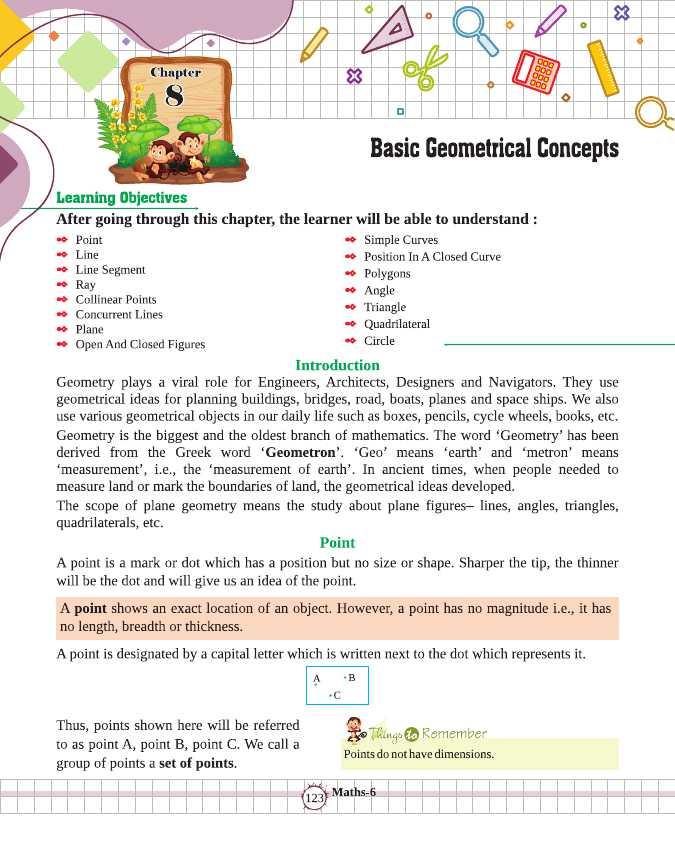 Chapter
8
Basic Geometrical Concepts
Learning Objectives
After going through this chapter, the learner will be able to understand :
Point
Line
Line Segment
Ray
Collinear Points
Concurrent Lines
Plane
Open And Closed Figures
Simple Curves
Position In A Closed Curve
Polygons
Angle
Triangle
Quadrilateral
Circle
Introduction
Geometry plays a viral role for Engineers, Architects, Designers and Navigators. They use
geometrical ideas for planning buildings, bridges, road, boats, planes and space ships. We also
use various geometrical objects in our daily life such as boxes, pencils, cycle wheels, books, etc.
Geometry is the biggest and the oldest branch of mathematics. The word ‘Geometry’ has been
derived from the Greek word ‘Geometron’. ‘Geo’ means ‘earth’ and ‘metron’ means
‘measurement’, i.e., the ‘measurement of earth’. In ancient times, when people needed to
measure land or mark the boundaries of land, the geometrical ideas developed.
The scope of plane geometry means the study about plane figures– lines, angles, triangles,
quadrilaterals, etc.
Point
A point is a mark or dot which has a position but no size or shape. Sharper the tip, the thinner
will be the dot and will give us an idea of the point.
A point shows an exact location of an object. However, a point has no magnitude i.e., it has
no length, breadth or thickness.
A point is designated by a capital letter which is written next to the dot which represents it.
A B
C
Thus, points shown here will be referred
to as point A, point B, point C. We call a
group of points a set of points.
Things to Remember
Points do not have dimensions.
123 Maths-6